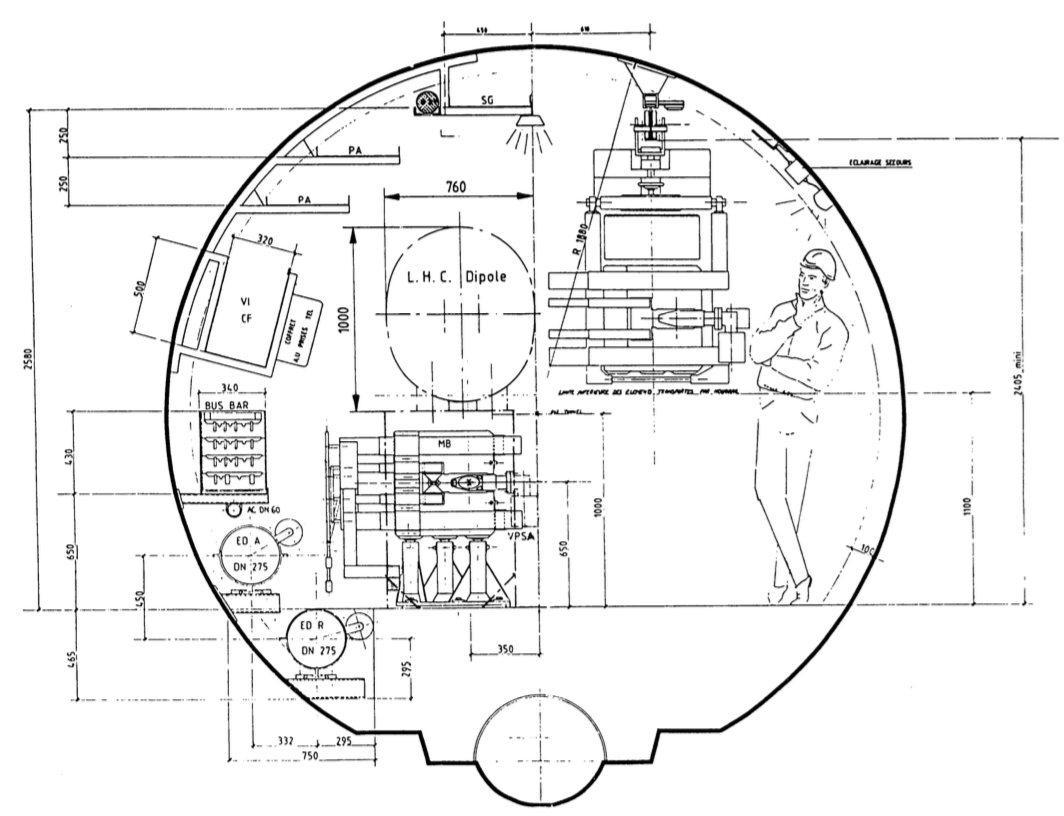 450
610
SG
250
PA
250
PA
ECLAIRAGE SECOURS
760
320
500
VI
CF
COFFRET
AU PRISES TEL
1000
L.H.C. Dipole
R 1880
2580
2405 mini
340
BUS BAR
LIMITE INFERIEURE DES ELEMENTS TRANSPORTES PAR MONORAIL
MB
430
AC DN 60
VPSA
650
1000
1100
ED A
DN 275
650
450
100
ED R
DN 275
465
295
350
332
295
750